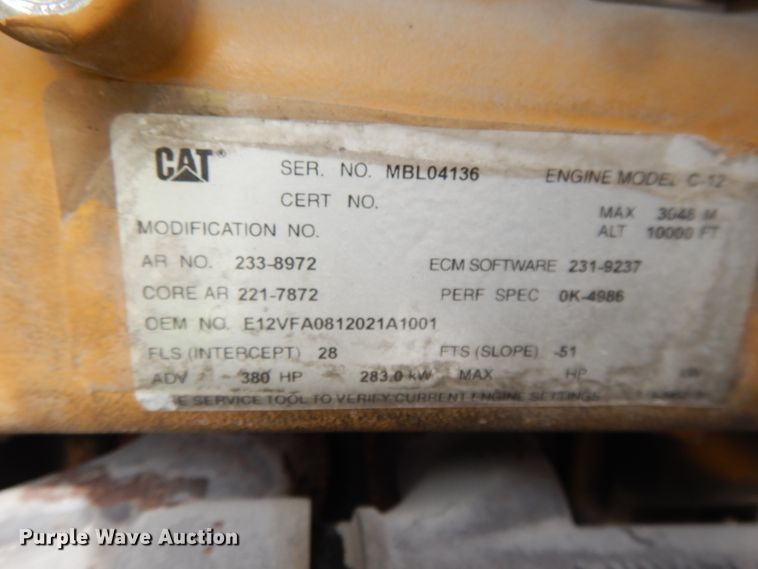 CAT® SER. NO. MBL04136 ENGINE MODEL C-12
CERT NO.
MAX 3048 M
MODIFICATION NO. ALT 10000 FT
AR NO. 233-8972 ECM SOFTWARE 231-9237
CORE AR 221-7872 PERF SPEC 0K-4986
OEM NO. E12VFA0812021A1001
FLS (INTERCEPT) 28 FTS (SLOPE) -51
ADV 380 HP 283.0 kW MAX HP kW
SERVICE TOOL TO VERIFY CURRENT ENGINE SETTINGS
Purple Wave Auction